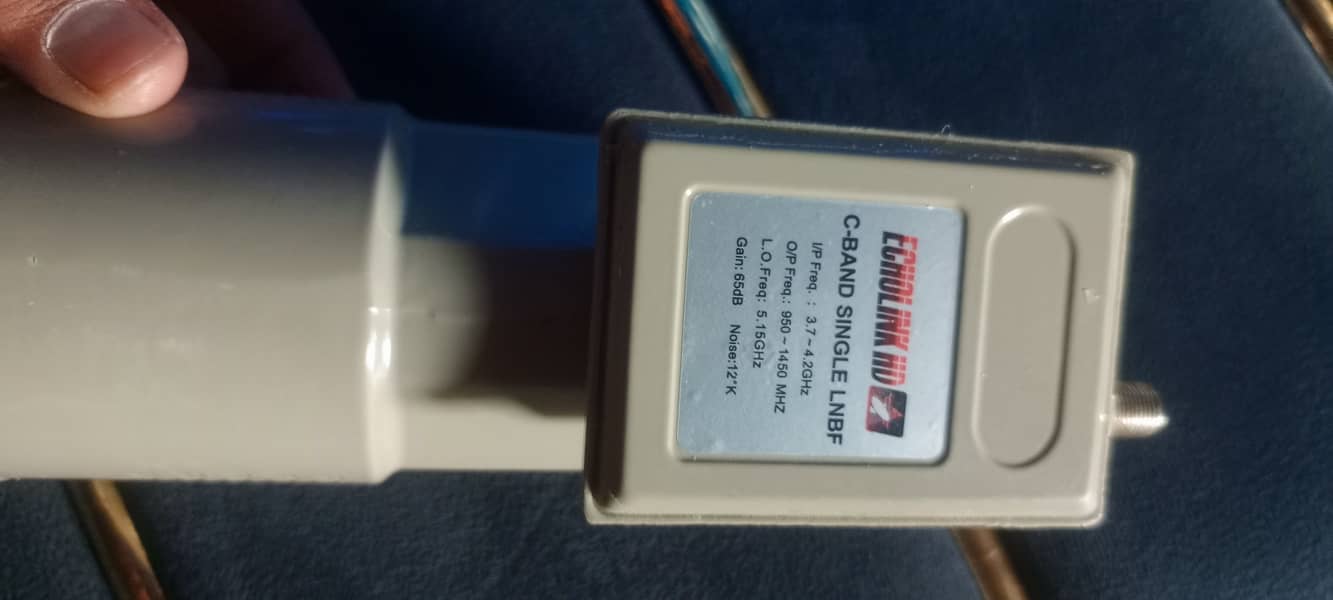 ECHOLINK HD
C-BAND SINGLE LNBF
I/P Freq. : 3.7~4.2GHz
O/P Freq.: 950~1450 MHZ
L.O.Freq: 5.15GHz
Gain: 65dB Noise:12°K